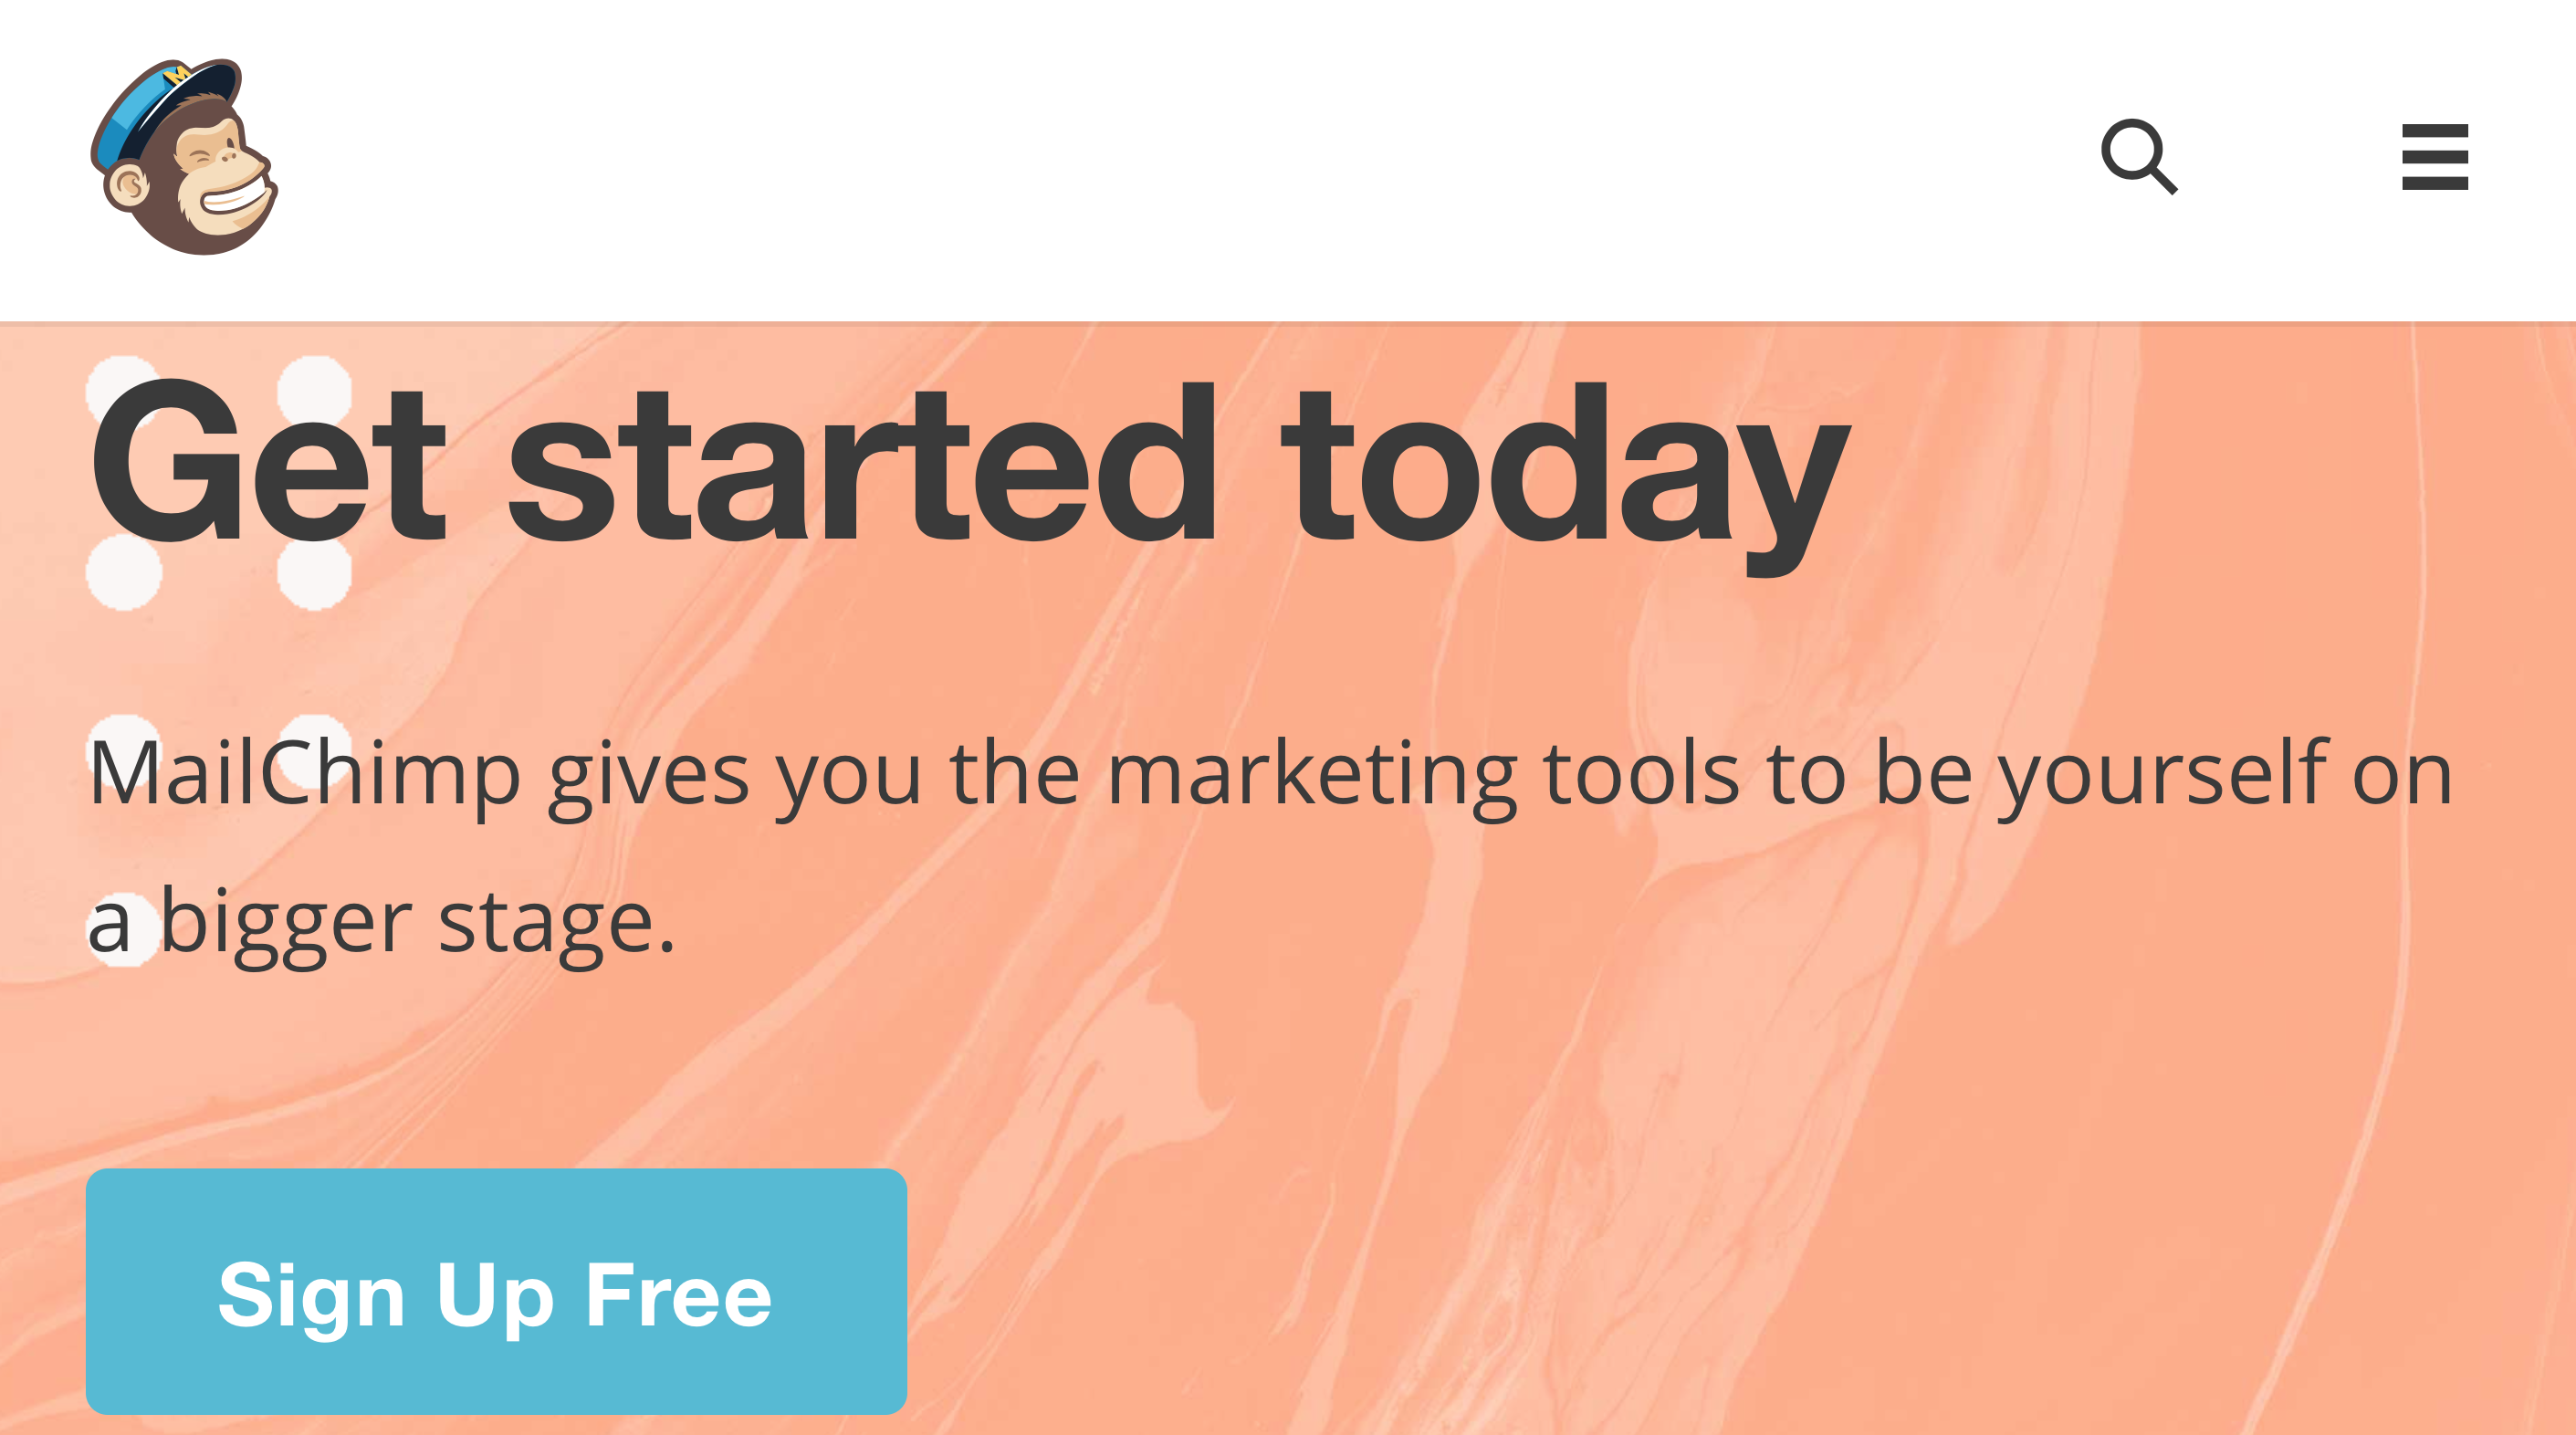 M
Get started today
MailChimp gives you the marketing tools to be yourself on
a bigger stage.
Sign Up Free